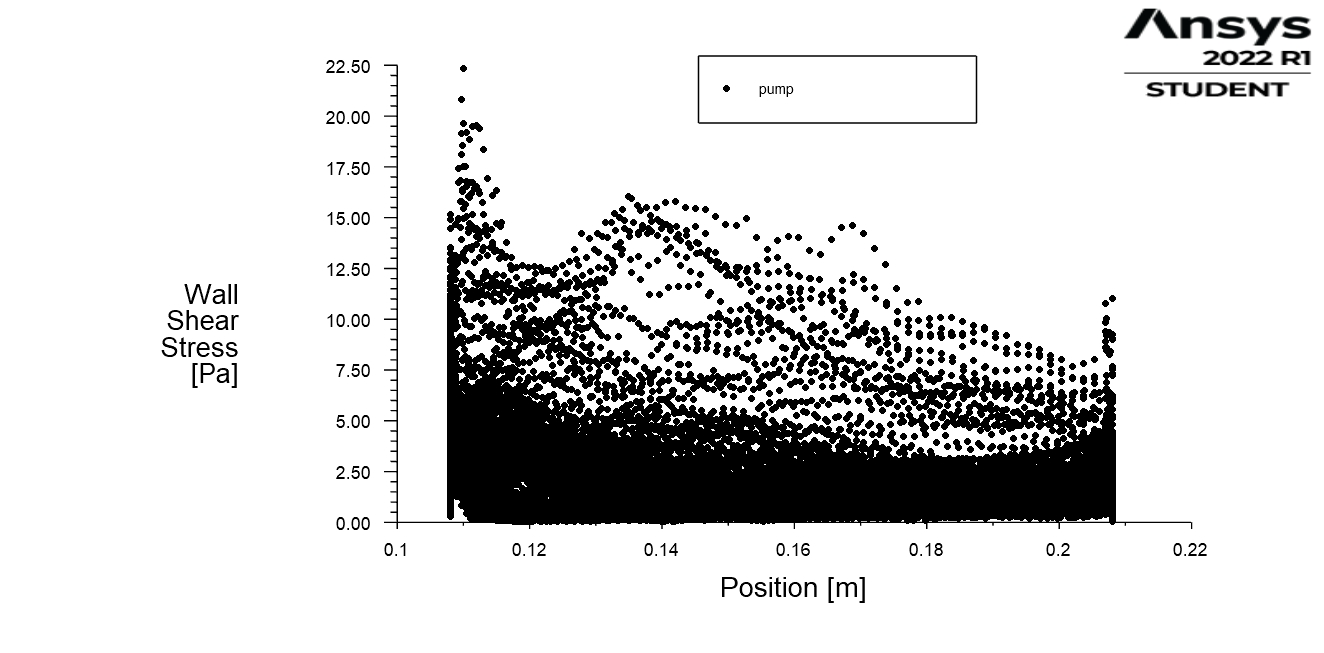 Ansys
2022 R1
STUDENT
pump
22.50
20.00
17.50
15.00
12.50
10.00
7.50
5.00
2.50
0.00
Wall
Shear
Stress
[Pa]
0.1 0.12 0.14 0.16 0.18 0.2 0.22
Position [m]